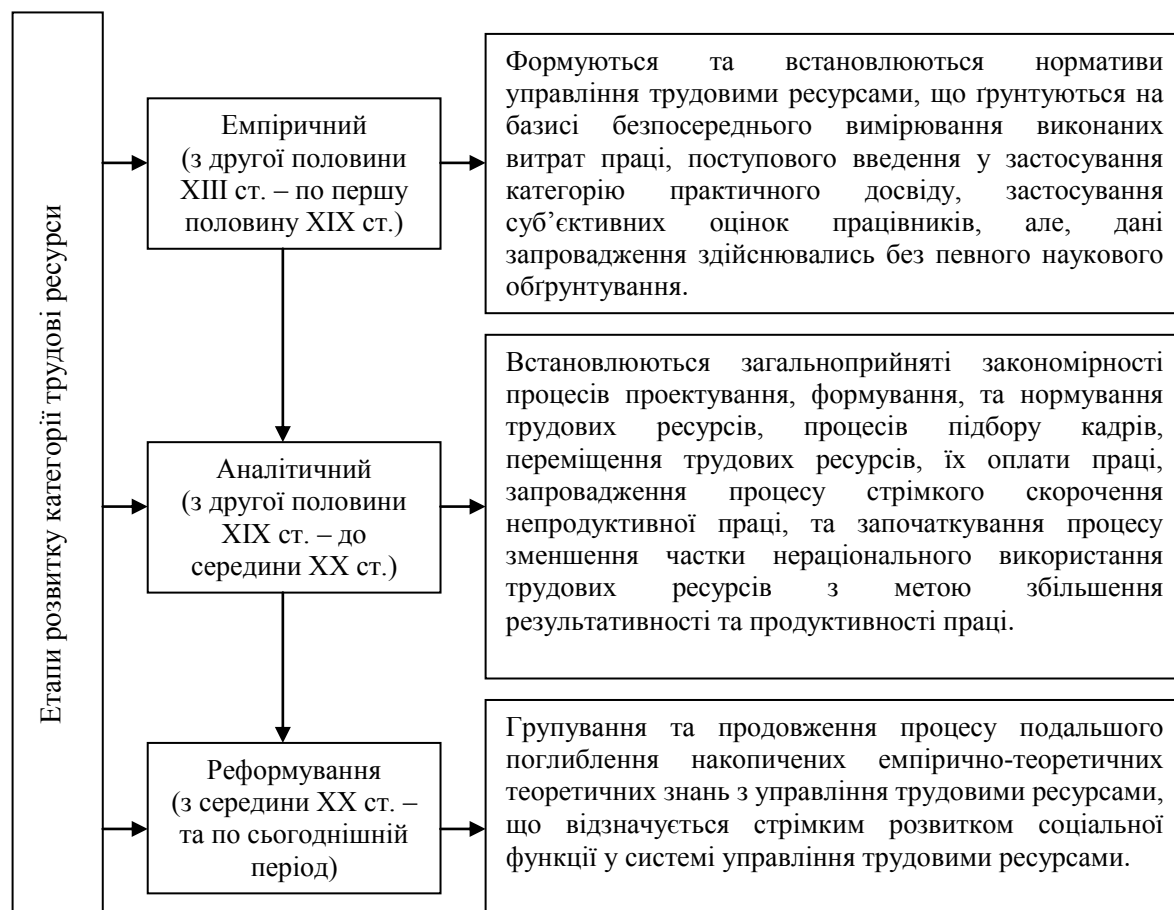 Етапи розвитку категорії трудові ресурси
Емпіричний
(з другої половини
XIII ст. – по першу
половину XIX ст.)
Формуються та встановлюються нормативи
управління трудовими ресурсами, що ґрунтуються на
базисі безпосереднього вимірювання виконаних
витрат праці, поступового введення у застосування
категорію практичного досвіду, застосування
суб’єктивних оцінок працівників, але, дані
запровадження здійснювались без певного наукового
обґрунтування.
Аналітичний
(з другої половини
XIX ст. – до
середини XX ст.)
Встановлюються загальноприйняті закономірності
процесів проектування, формування, та нормування
трудових ресурсів, процесів підбору кадрів,
переміщення трудових ресурсів, їх оплати праці,
запровадження процесу стрімкого скорочення
непродуктивної праці, та започаткування процесу
зменшення частки нераціонального використання
трудових ресурсів з метою збільшення
результативності та продуктивності праці.
Реформування
(з середини XX ст. –
та по сьогоднішній
період)
Групування та продовження процесу подальшого
поглиблення накопичених емпірично-теоретичних
теоретичних знань з управління трудовими ресурсами,
що відзначується стрімким розвитком соціальної
функції у системі управління трудовими ресурсами.